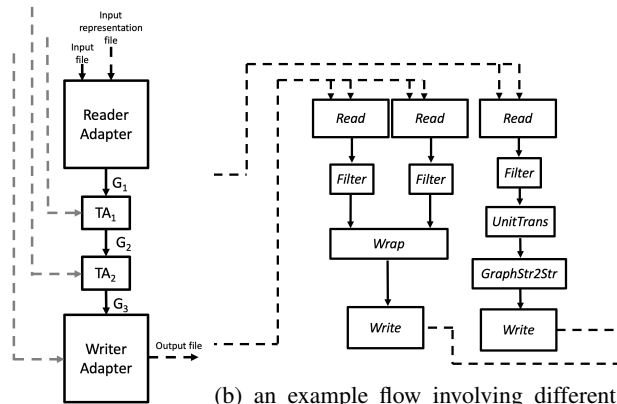 Input
representation
file
Input
file
Reader
Adapter
G1
TA1
G2
TA2
G3
Writer
Adapter
Output file
Read
Read
Read
Filter
Filter
Filter
UnitTrans
Wrap
GraphStr2Str
Write
Write
(b) an example flow involving different